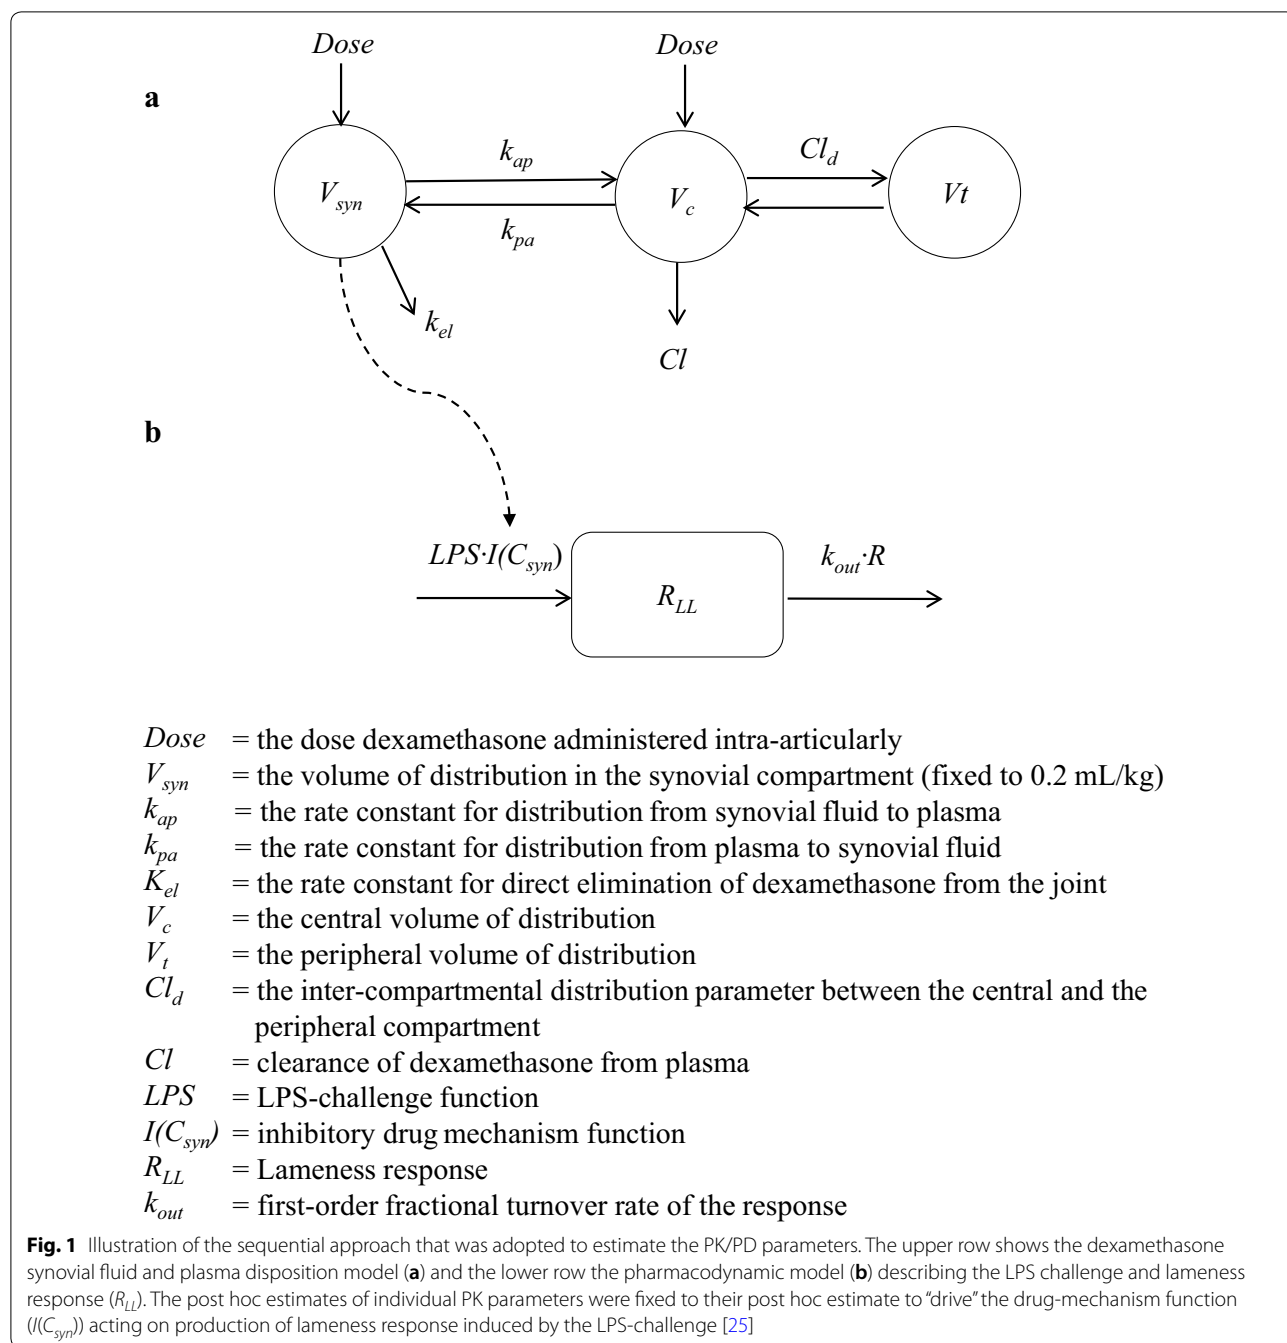 Dose
Dose
a
V_syn
k_ap
k_pa
V_c
Cl_d
Vt
k_el
Cl
b
LPS·I(C_syn)
R_LL
k_out·R
Dose = the dose dexamethasone administered intra-articularly
V_syn = the volume of distribution in the synovial compartment (fixed to 0.2 mL/kg)
k_ap = the rate constant for distribution from synovial fluid to plasma
k_pa = the rate constant for distribution from plasma to synovial fluid
K_el = the rate constant for direct elimination of dexamethasone from the joint
V_c = the central volume of distribution
V_t = the peripheral volume of distribution
Cl_d = the inter-compartmental distribution parameter between the central and the
peripheral compartment
Cl = clearance of dexamethasone from plasma
LPS = LPS-challenge function
I(C_syn) = inhibitory drug mechanism function
R_LL = Lameness response
k_out = first-order fractional turnover rate of the response
Fig. 1 Illustration of the sequential approach that was adopted to estimate the PK/PD parameters. The upper row shows the dexamethasone
synovial fluid and plasma disposition model (a) and the lower row the pharmacodynamic model (b) describing the LPS challenge and lameness
response (R_LL). The post hoc estimates of individual PK parameters were fixed to their post hoc estimate to “drive” the drug-mechanism function
(I(C_syn)) acting on production of lameness response induced by the LPS-challenge [25]